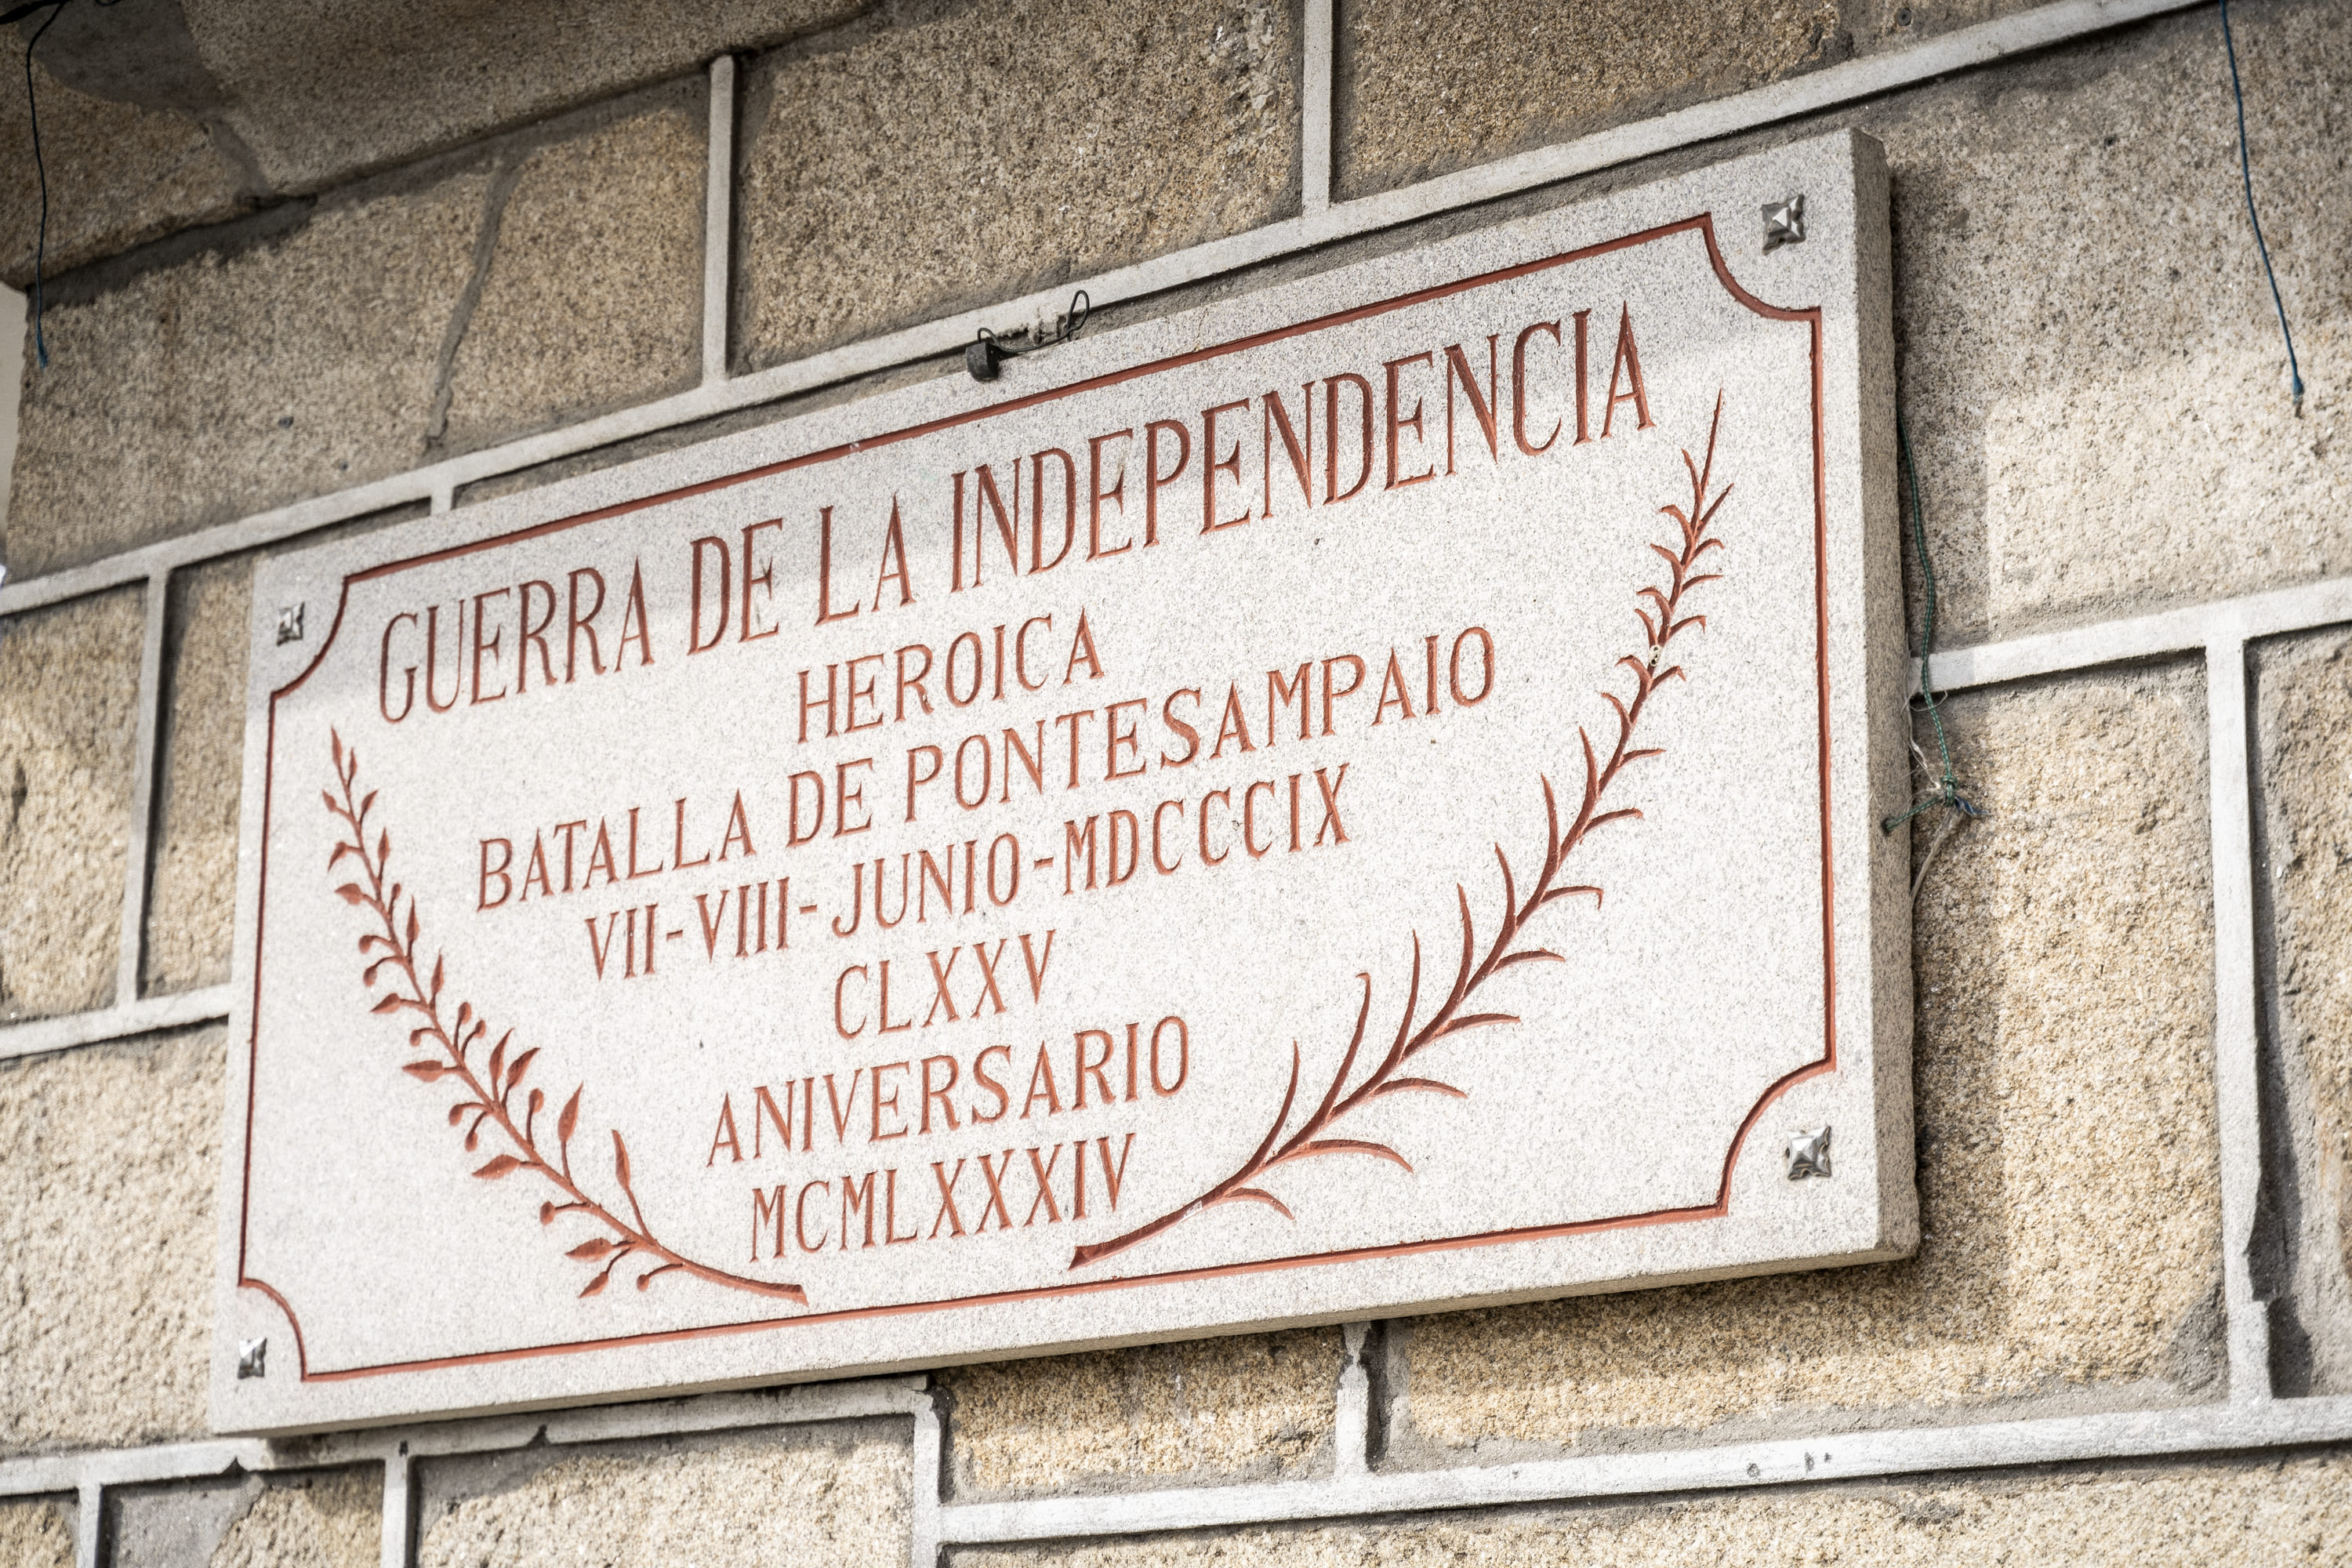 GUERRA DE LA INDEPENDENCIA
HEROICA
BATALLA DE PONTESAMPAIO
VII-VIII-JUNIO-MDCCCIX
CLXXV
ANIVERSARIO
MCMLXXXIV